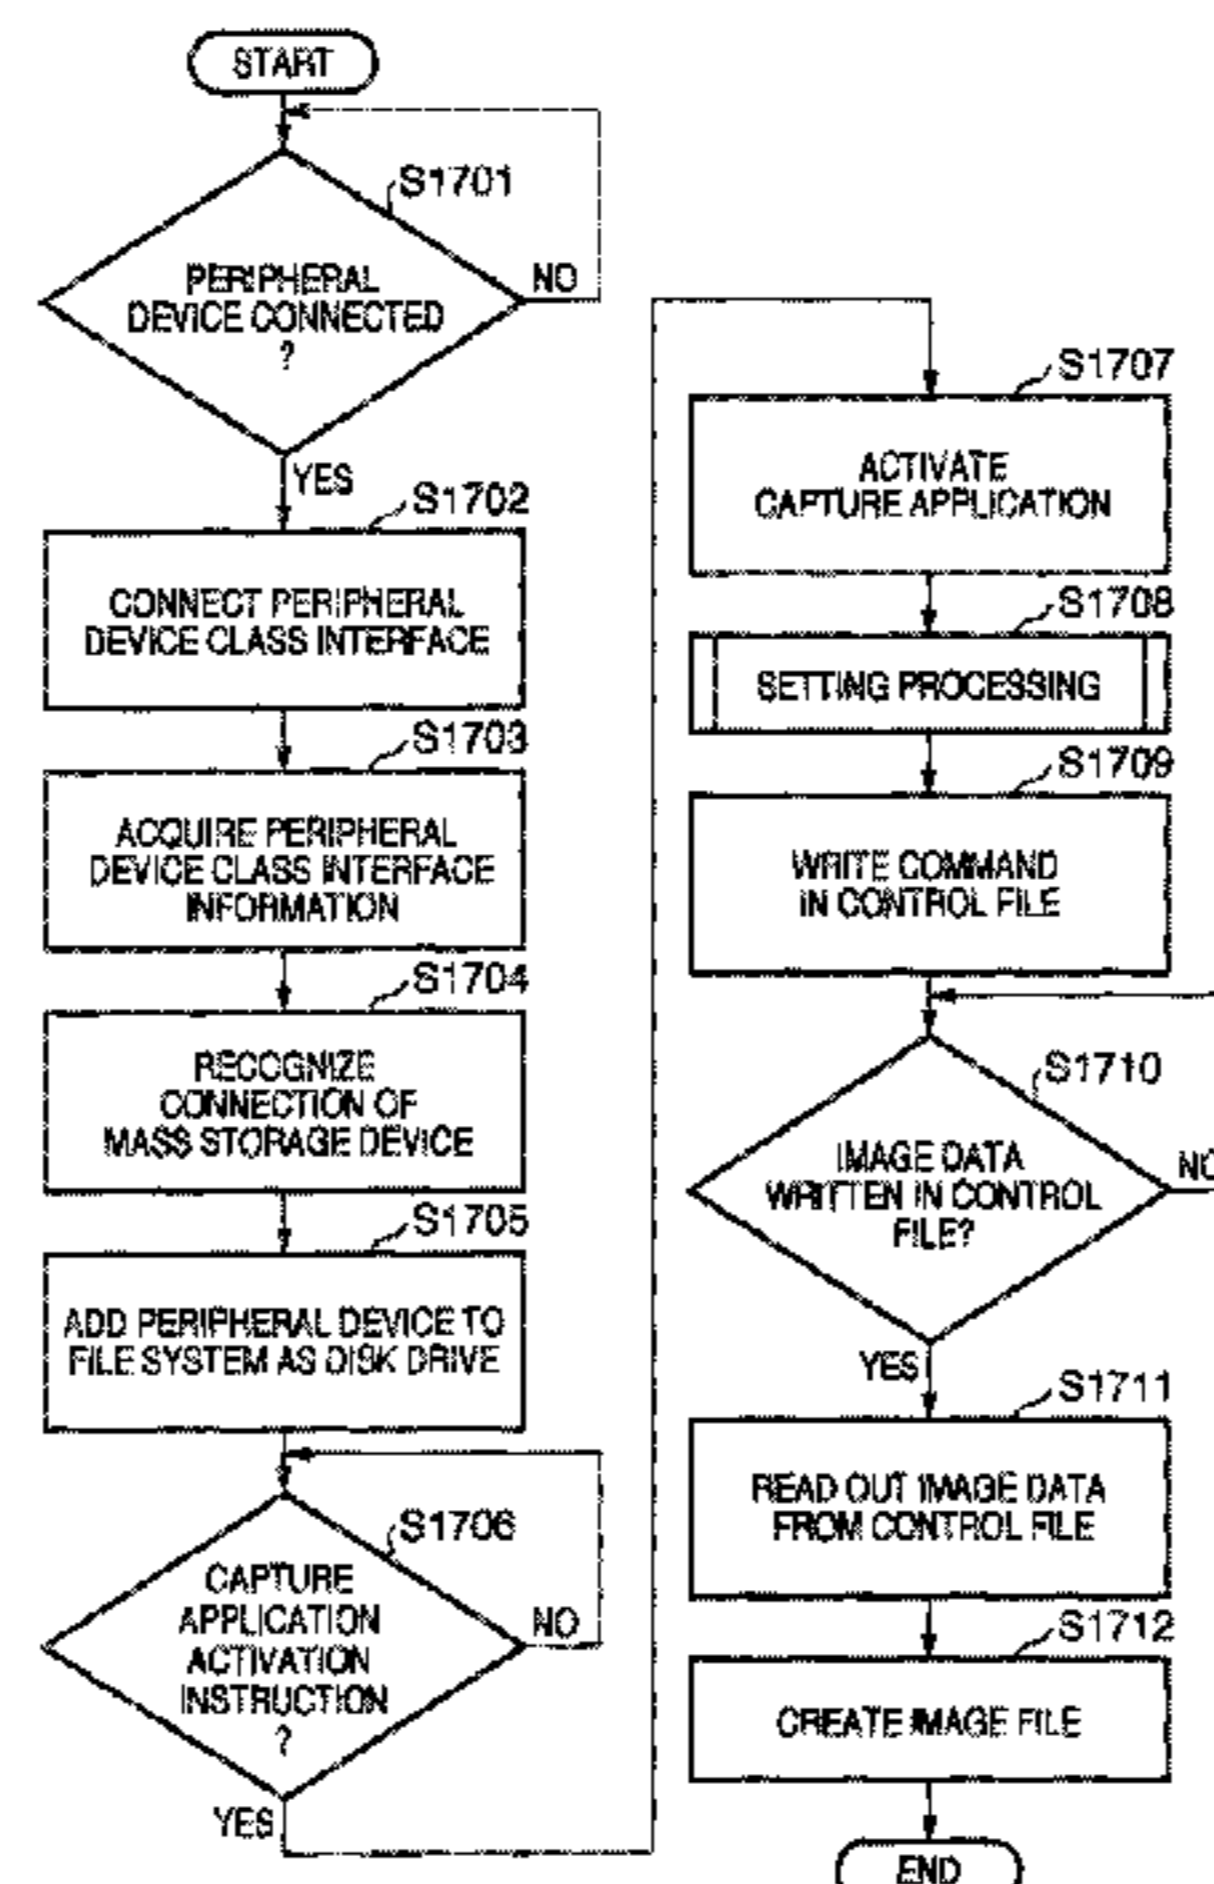 START
S1701
PERIPHERAL
DEVICE CONNECTED
?
NO
YES
S1702
CONNECT PERIPHERAL
DEVICE CLASS INTERFACE
S1703
ACQUIRE PERIPHERAL
DEVICE CLASS INTERFACE
INFORMATION
S1704
RECOGNIZE
CONNECTION OF
MASS STORAGE DEVICE
S1705
ADD PERIPHERAL DEVICE TO
FILE SYSTEM AS DISK DRIVE
S1706
CAPTURE
APPLICATION
ACTIVATION
INSTRUCTION
?
NO
YES
S1707
ACTIVATE
CAPTURE APPLICATION
S1708
SETTING PROCESSING
S1709
WRITE COMMAND
IN CONTROL FILE
S1710
IMAGE DATA
WRITTEN IN CONTROL
FILE?
NO
YES
S1711
READ OUT IMAGE DATA
FROM CONTROL FILE
S1712
CREATE IMAGE FILE
END